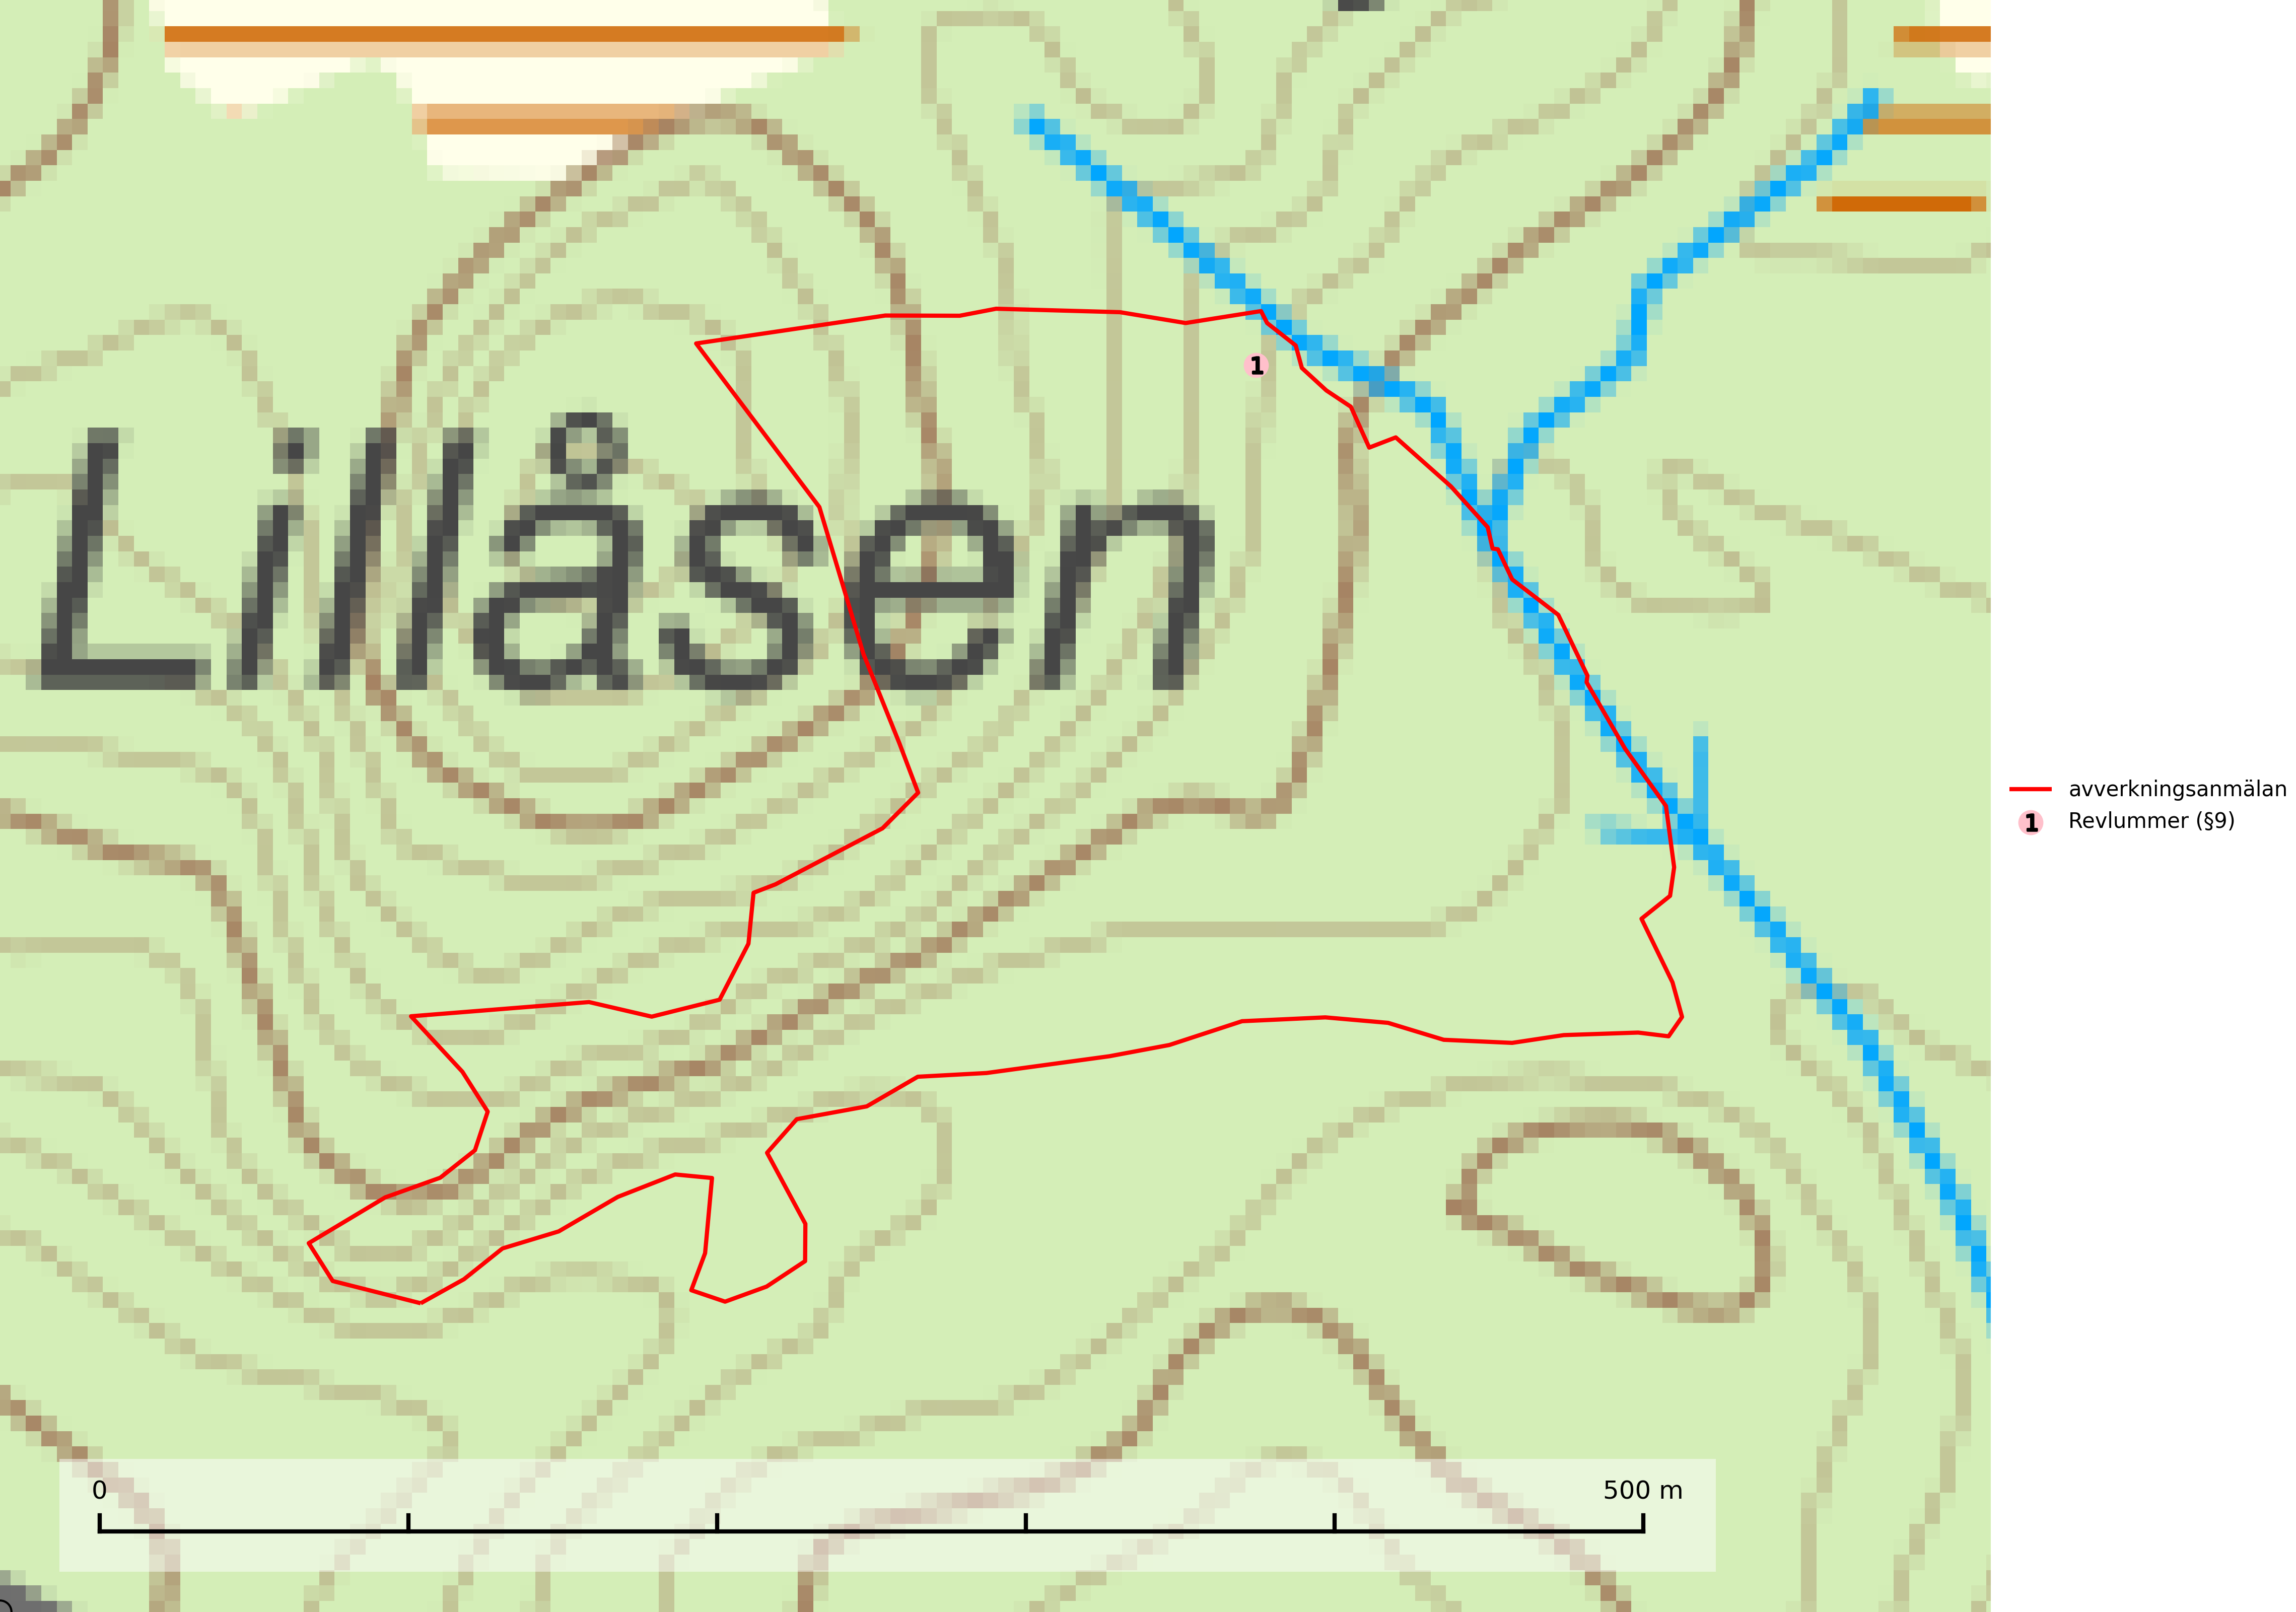 1
Lillåsen
avverkningsanmälan
1 Revlummer (§9)
0 500 m